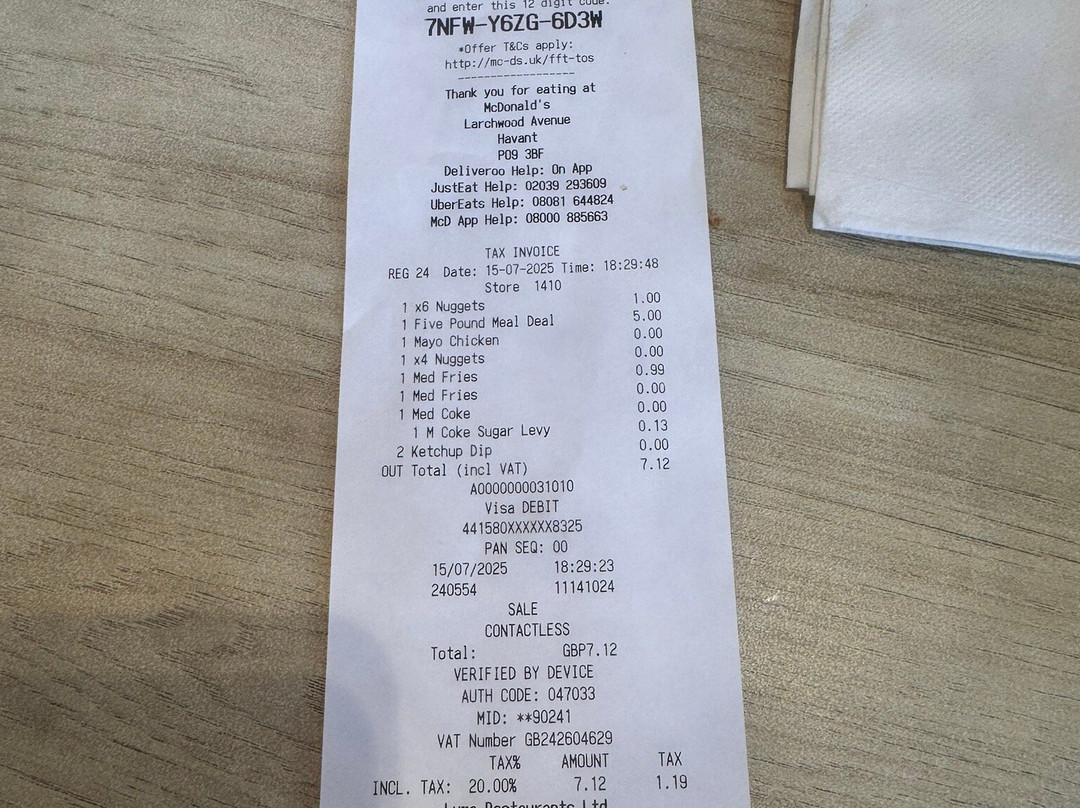 and enter this 12 digit code:
7NFW-Y6ZG-6D3W
*Offer T&Cs apply:
http://mc-ds.uk/fft-tos
------------------
Thank you for eating at
McDonald's
Larchwood Avenue
Havant
PO9 3BF
Deliveroo Help: On App
JustEat Help: 02039 293609
UberEats Help: 08081 644824
McD App Help: 08000 885663
TAX INVOICE
REG 24 Date: 15-07-2025 Time: 18:29:48
Store 1410
1 x6 Nuggets 1.00
1 Five Pound Meal Deal 5.00
1 Mayo Chicken 0.00
1 x4 Nuggets 0.00
1 Med Fries 0.99
1 Med Fries 0.00
1 Med Coke 0.00
1 M Coke Sugar Levy 0.13
2 Ketchup Dip 0.00
OUT Total (incl VAT) 7.12
A0000000031010
Visa DEBIT
441580XXXXXX8325
PAN SEQ: 00
15/07/2025 18:29:23
240554 11141024
SALE
CONTACTLESS
Total: GBP7.12
VERIFIED BY DEVICE
AUTH CODE: 047033
MID: **90241
VAT Number GB242604629
TAX% AMOUNT TAX
INCL. TAX: 20.00% 7.12 1.19
Restaurants Ltd